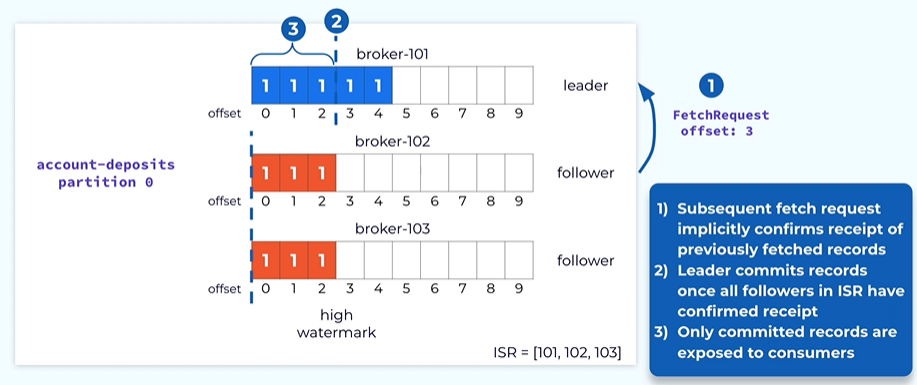 3
2
broker-101
1 1 1 1 1
leader
offset 0 1 2 3 4 5 6 7 8 9
1
FetchRequest
offset: 3
account-deposits
partition 0
broker-102
1 1 1
follower
offset 0 1 2 3 4 5 6 7 8 9
broker-103
1 1 1
follower
offset 0 1 2 3 4 5 6 7 8 9
high
watermark
ISR = [101, 102, 103]
1) Subsequent fetch request
implicitly confirms receipt of
previously fetched records
2) Leader commits records
once all followers in ISR have
confirmed receipt
3) Only committed records are
exposed to consumers